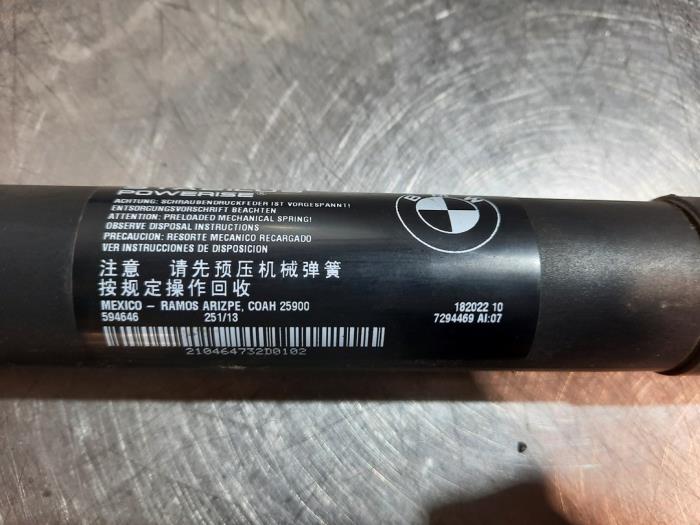 POWERISE®
ACHTUNG: SCHRAUBENDRUCKFEDER IST VORGESPANNT!
ENTSORGUNGSVORSCHRIFT BEACHTEN
ATTENTION: PRELOADED MECHANICAL SPRING!
OBSERVE DISPOSAL INSTRUCTIONS
PRECAUCION: RESORTE MECANICO RECARGADO
VER INSTRUCCIONES DE DISPOSICION
注意 请先预压机械弹簧
按规定操作回收
MEXICO – RAMOS ARIZPE, COAH 25900
594646 251/13
210464732D0102
BMW
182022 10
7294469 AI:07